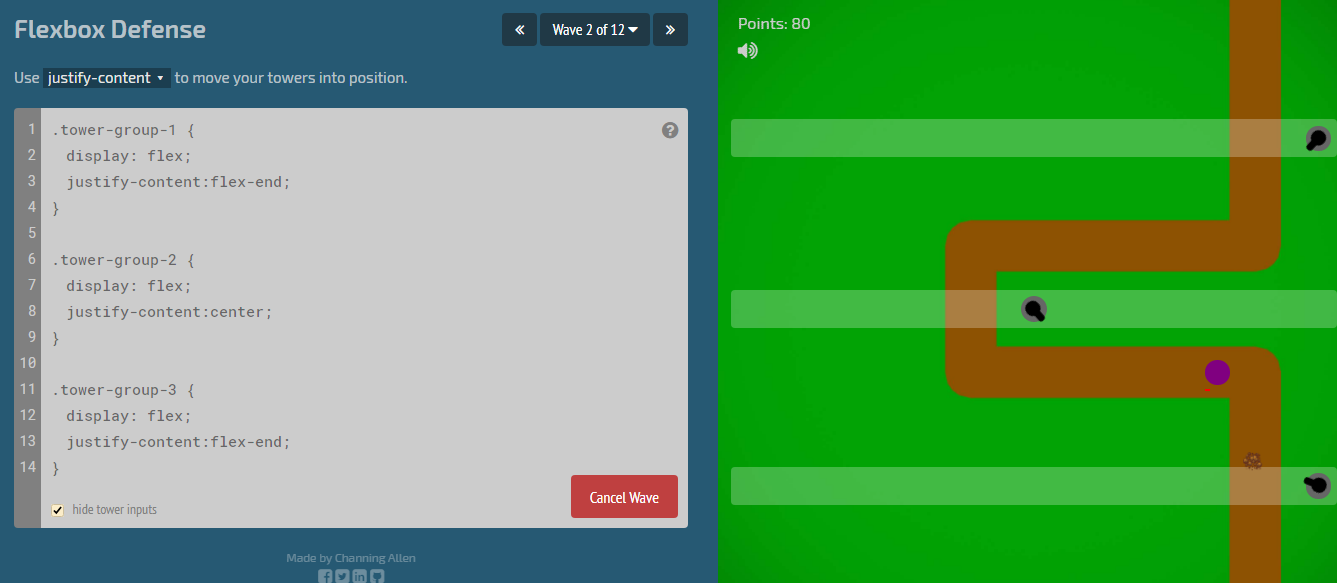 Flexbox Defense
« Wave 2 of 12 »
Points: 80
Use justify-content to move your towers into position.
1 .tower-group-1 {
2 display: flex;
3 justify-content:flex-end;
4 }
5
6 .tower-group-2 {
7 display: flex;
8 justify-content:center;
9 }
10
11 .tower-group-3 {
12 display: flex;
13 justify-content:flex-end;
14 }
?
Cancel Wave
hide tower inputs
Made by Channing Allen